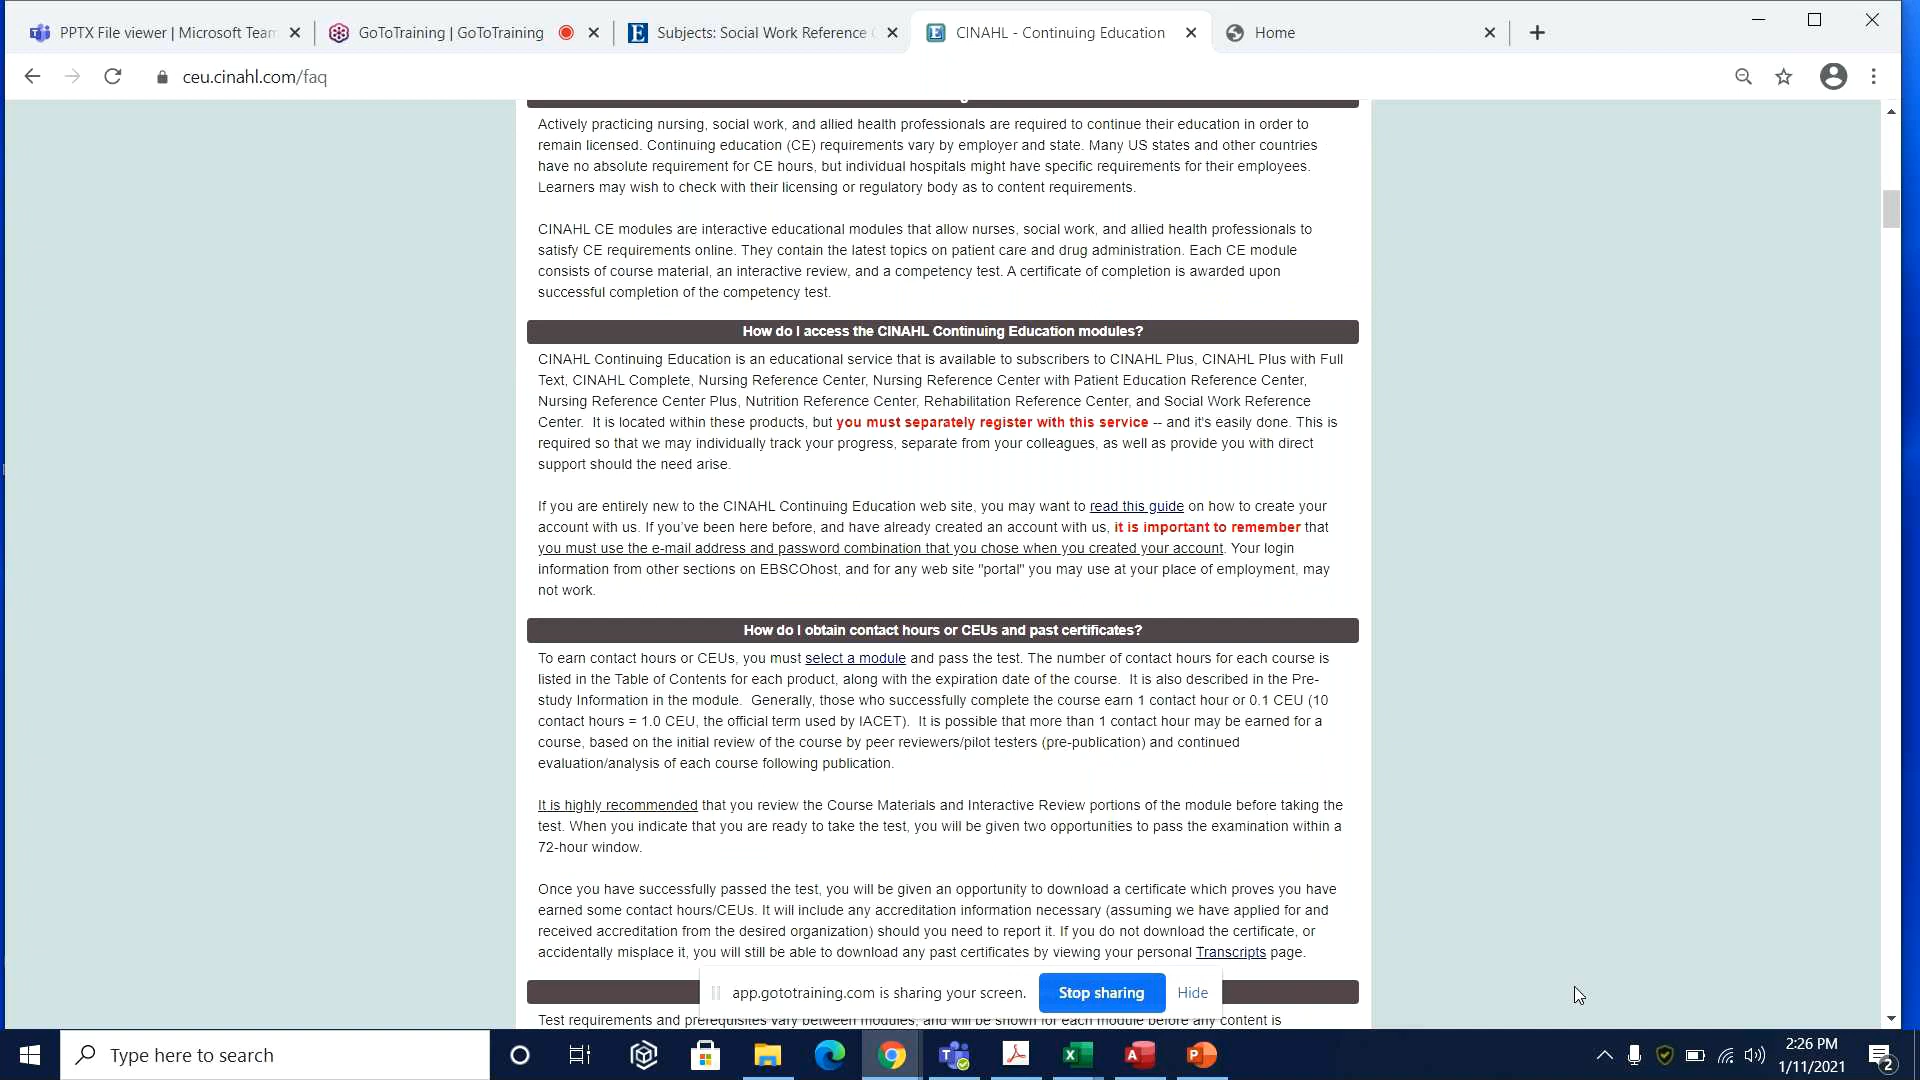 PPTX File viewer | Microsoft Team
GoToTraining | GoToTraining
Subjects: Social Work Reference
CINAHL - Continuing Education
Home
ceu.cinahl.com/faq
Actively practicing nursing, social work, and allied health professionals are required to continue their education in order to
remain licensed. Continuing education (CE) requirements vary by employer and state. Many US states and other countries
have no absolute requirement for CE hours, but individual hospitals might have specific requirements for their employees.
Learners may wish to check with their licensing or regulatory body as to content requirements.
CINAHL CE modules are interactive educational modules that allow nurses, social work, and allied health professionals to
satisfy CE requirements online. They contain the latest topics on patient care and drug administration. Each CE module
consists of course material, an interactive review, and a competency test. A certificate of completion is awarded upon
successful completion of the competency test.
How do I access the CINAHL Continuing Education modules?
CINAHL Continuing Education is an educational service that is available to subscribers to CINAHL Plus, CINAHL Plus with Full
Text, CINAHL Complete, Nursing Reference Center, Nursing Reference Center with Patient Education Reference Center,
Nursing Reference Center Plus, Nutrition Reference Center, Rehabilitation Reference Center, and Social Work Reference
Center. It is located within these products, but you must separately register with this service -- and it's easily done. This is
required so that we may individually track your progress, separate from your colleagues, as well as provide you with direct
support should the need arise.
If you are entirely new to the CINAHL Continuing Education web site, you may want to read this guide on how to create your
account with us. If you've been here before, and have already created an account with us, it is important to remember that
you must use the e-mail address and password combination that you chose when you created your account. Your login
information from other sections on EBSCOhost, and for any web site "portal" you may use at your place of employment, may
not work.
How do I obtain contact hours or CEUs and past certificates?
To earn contact hours or CEUs, you must select a module and pass the test. The number of contact hours for each course is
listed in the Table of Contents for each product, along with the expiration date of the course. It is also described in the Pre-
study Information in the module. Generally, those who successfully complete the course earn 1 contact hour or 0.1 CEU (10
contact hours = 1.0 CEU, the official term used by IACET). It is possible that more than 1 contact hour may be earned for a
course, based on the initial review of the course by peer reviewers/pilot testers (pre-publication) and continued
evaluation/analysis of each course following publication.
It is highly recommended that you review the Course Materials and Interactive Review portions of the module before taking the
test. When you indicate that you are ready to take the test, you will be given two opportunities to pass the examination within a
72-hour window.
Once you have successfully passed the test, you will be given an opportunity to download a certificate which proves you have
earned some contact hours/CEUs. It will include any accreditation information necessary (assuming we have applied for and
received accreditation from the desired organization) should you need to report it. If you do not download the certificate, or
accidentally misplace it, you will still be able to download any past certificates by viewing your personal Transcripts page.
app.gototraining.com is sharing your screen.
Stop sharing
Hide
Test requirements and prerequisites vary between modules, and will be shown for each module before any content is
Type here to search
2:26 PM
1/11/2021
2